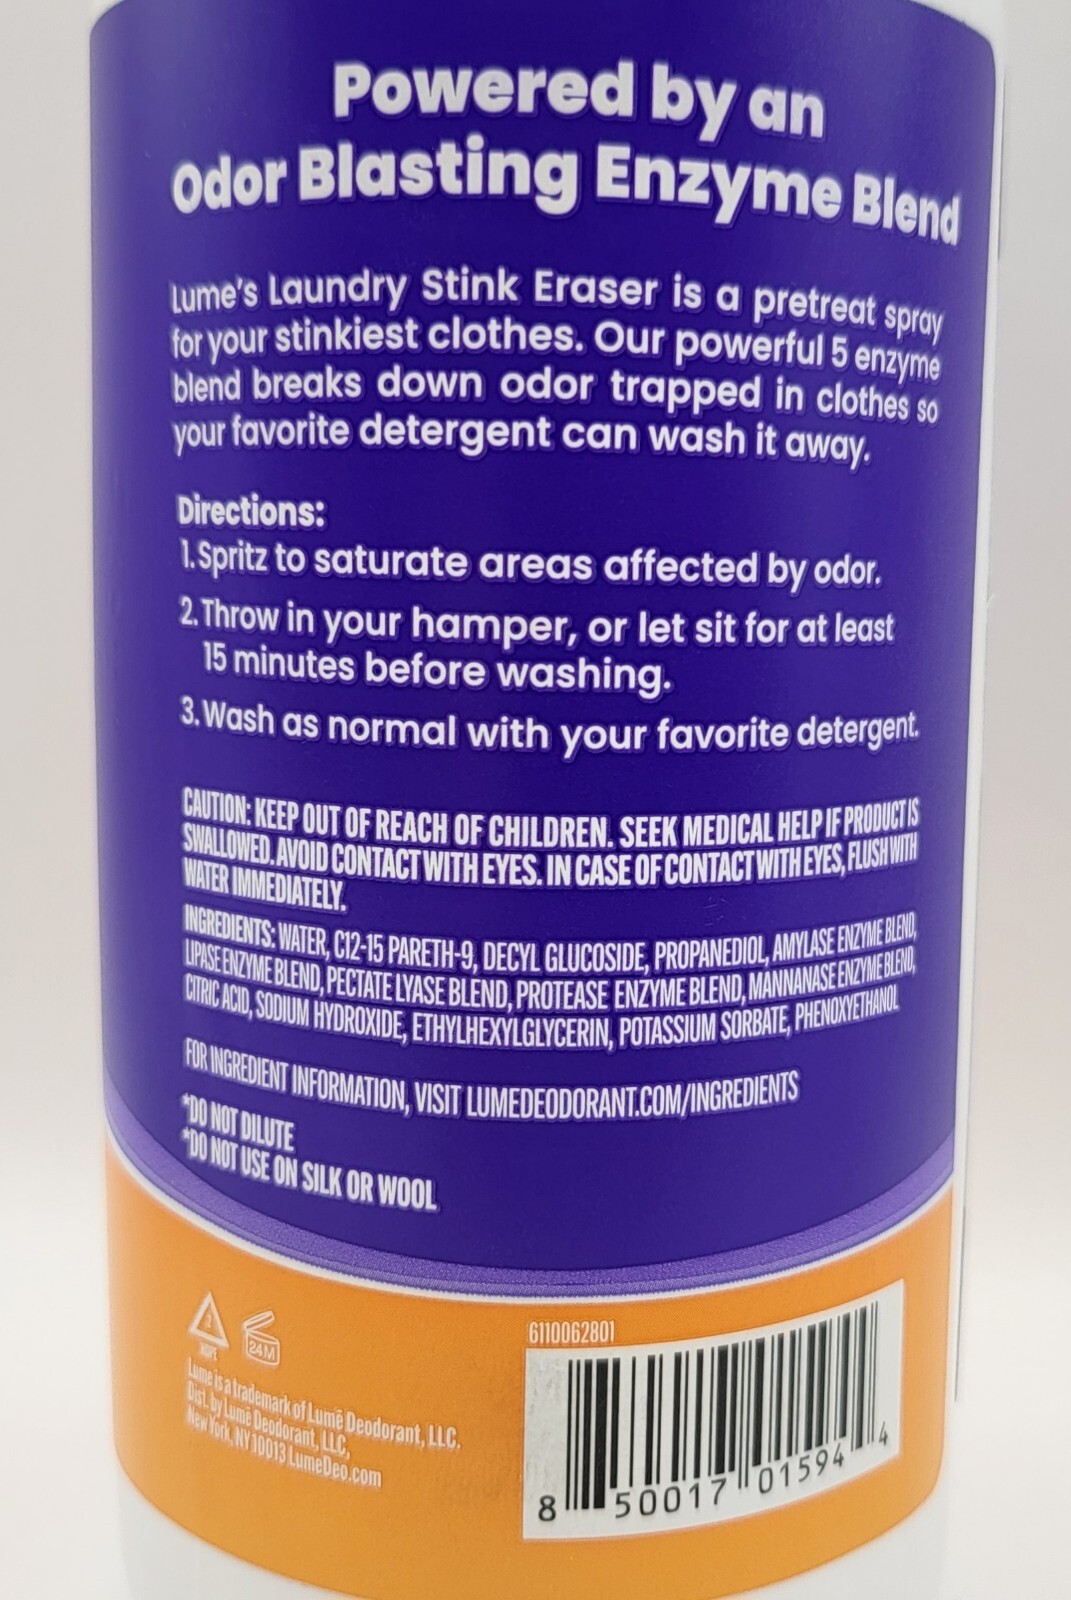 Powered by an
Odor Blasting Enzyme Blend
Lume's Laundry Stink Eraser is a pretreat spray
for your stinkiest clothes. Our powerful 5 enzyme
blend breaks down odor trapped in clothes so
your favorite detergent can wash it away.
Directions:
1. Spritz to saturate areas affected by odor.
2. Throw in your hamper, or let sit for at least
15 minutes before washing.
3. Wash as normal with your favorite detergent.
CAUTION: KEEP OUT OF REACH OF CHILDREN. SEEK MEDICAL HELP IF PRODUCT IS
SWALLOWED. AVOID CONTACT WITH EYES. IN CASE OF CONTACT WITH EYES, FLUSH WITH
WATER IMMEDIATELY.
INGREDIENTS: WATER, C12-15 PARETH-9, DECYL GLUCOSIDE, PROPANEDIOL, AMYLASE ENZYME BLEND,
LIPASE ENZYME BLEND, PECTATE LYASE BLEND, PROTEASE ENZYME BLEND, MANNANASE ENZYME BLEND,
CITRIC ACID, SODIUM HYDROXIDE, ETHYLHEXYLGLYCERIN, POTASSIUM SORBATE, PHENOXYETHANOL
FOR INGREDIENT INFORMATION, VISIT LUMEDEODORANT.COM/INGREDIENTS
*DO NOT DILUTE
*DO NOT USE ON SILK OR WOOL
2
HDPE
24M
Lume is a trademark of Lumē Deodorant, LLC.
Dist. by Lumē Deodorant, LLC,
New York, NY 10013 LumeDeo.com
6110062801
8 50017 01594 4